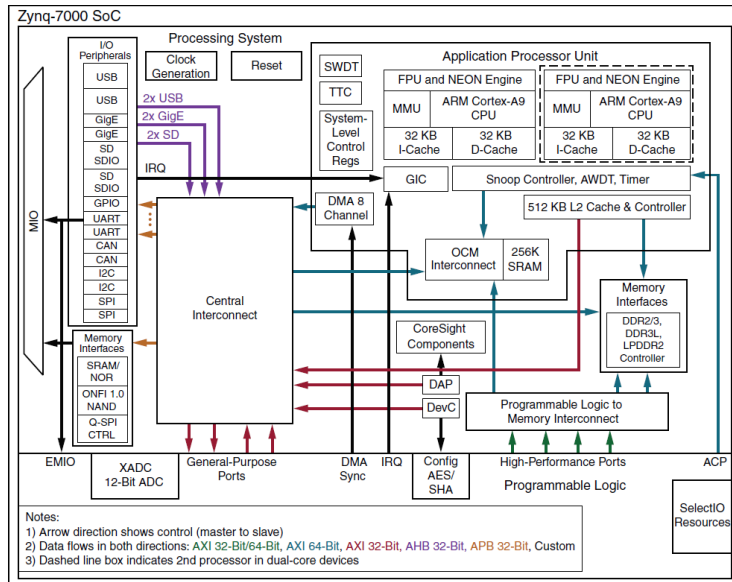 Zynq-7000 SoC
I/O
Peripherals
USB
USB
GigE
GigE
SD
SDIO
SD
SDIO
GPIO
UART
UART
CAN
CAN
I2C
I2C
SPI
SPI
MIO
Processing System
Clock
Generation
Reset
2x USB
2x GigE
2x SD
IRQ
Application Processor Unit
SWDT
TTC
System-
Level
Control
Regs
FPU and NEON Engine
MMU
ARM Cortex-A9
CPU
32 KB
I-Cache
32 KB
D-Cache
FPU and NEON Engine
MMU
ARM Cortex-A9
CPU
32 KB
I-Cache
32 KB
D-Cache
GIC
Snoop Controller, AWDT, Timer
DMA 8
Channel
512 KB L2 Cache & Controller
OCM
Interconnect
256K
SRAM
Central
Interconnect
Memory
Interfaces
DDR2/3,
DDR3L,
LPDDR2
Controller
CoreSight
Components
DAP
DevC
Programmable Logic to
Memory Interconnect
Memory
Interfaces
SRAM/
NOR
ONFI 1.0
NAND
Q-SPI
CTRL
EMIO
XADC
12-Bit ADC
General-Purpose
Ports
DMA
Sync
IRQ
Config
AES/
SHA
High-Performance Ports
ACP
Programmable Logic
SelectIO
Resources
Notes:
1) Arrow direction shows control (master to slave)
2) Data flows in both directions: AXI 32-Bit/64-Bit, AXI 64-Bit, AXI 32-Bit, AHB 32-Bit, APB 32-Bit, Custom
3) Dashed line box indicates 2nd processor in dual-core devices